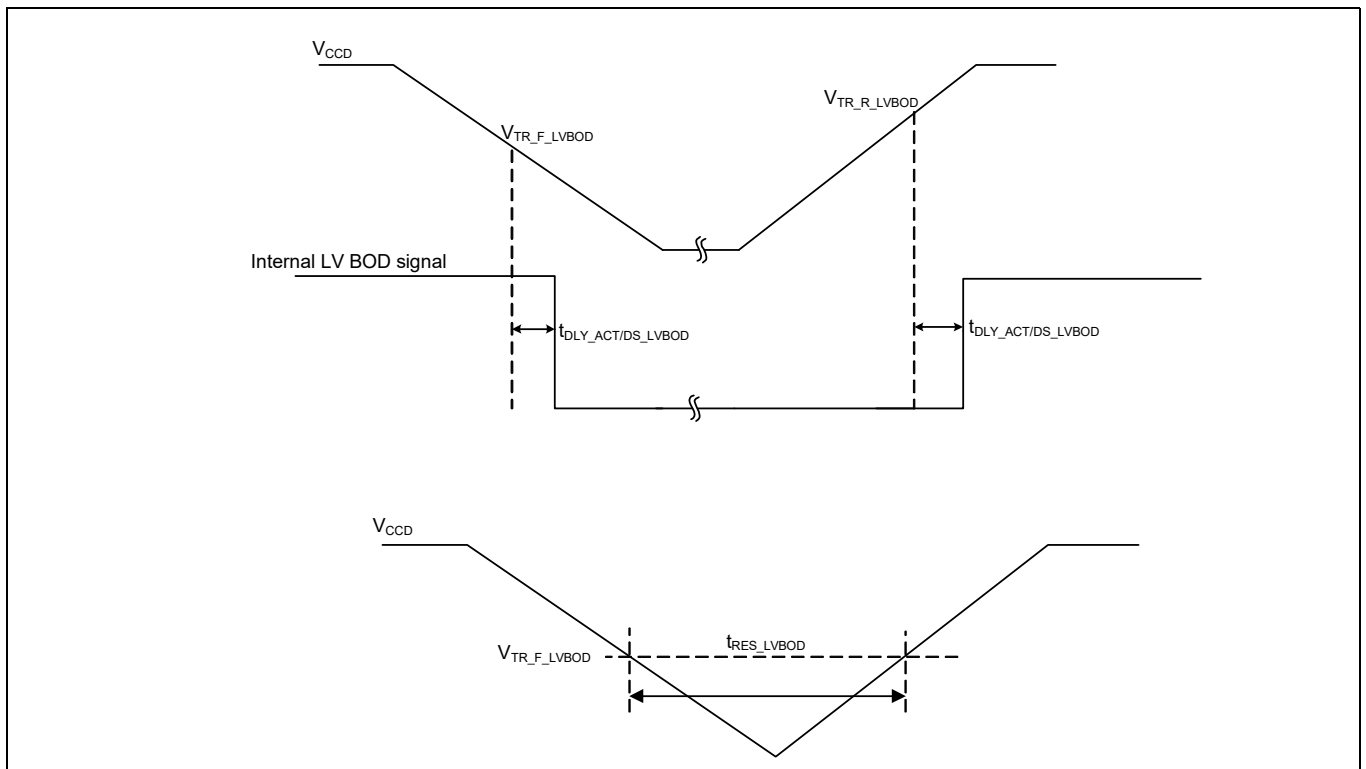 VCCD
VTR_R_LVBOD
VTR_F_LVBOD
Internal LV BOD signal
tDLY_ACT/DS_LVBOD
tDLY_ACT/DS_LVBOD
VCCD
tRES_LVBOD
VTR_F_LVBOD